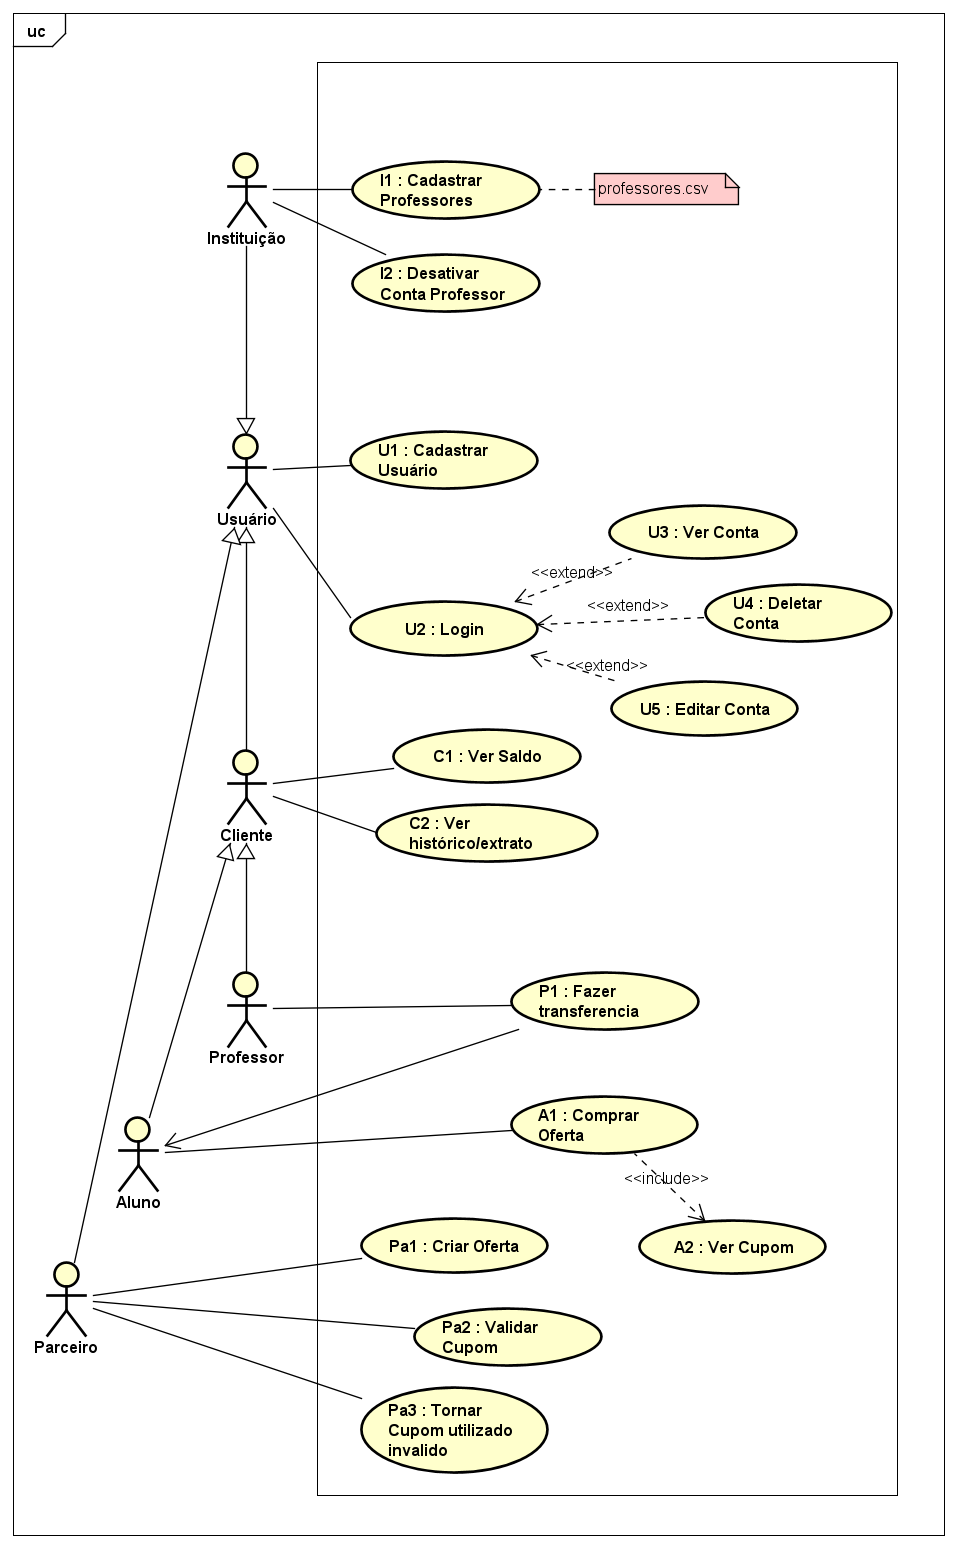 uc
I1 : Cadastrar
Professores
professores.csv
Instituição
I2 : Desativar
Conta Professor
U1 : Cadastrar
Usuário
Usuário
U3 : Ver Conta
<<extend>>
U4 : Deletar
Conta
<<extend>>
U2 : Login
<<extend>>
U5 : Editar Conta
C1 : Ver Saldo
Cliente
C2 : Ver
histórico/extrato
P1 : Fazer
transferencia
Professor
A1 : Comprar
Oferta
<<include>>
Aluno
A2 : Ver Cupom
Pa1 : Criar Oferta
Pa2 : Validar
Cupom
Parceiro
Pa3 : Tornar
Cupom utilizado
invalido